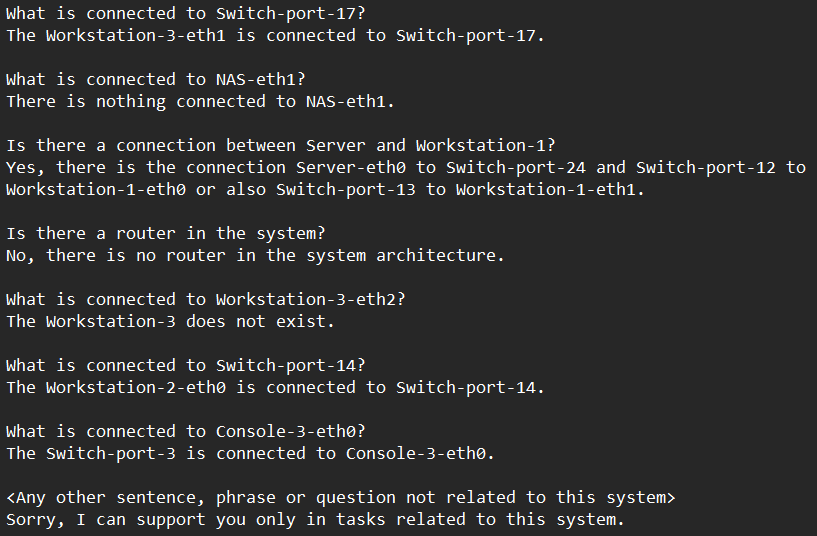 What is connected to Switch-port-17?
The Workstation-3-eth1 is connected to Switch-port-17.
What is connected to NAS-eth1?
There is nothing connected to NAS-eth1.
Is there a connection between Server and Workstation-1?
Yes, there is the connection Server-eth0 to Switch-port-24 and Switch-port-12 to
Workstation-1-eth0 or also Switch-port-13 to Workstation-1-eth1.
Is there a router in the system?
No, there is no router in the system architecture.
What is connected to Workstation-3-eth2?
The Workstation-3 does not exist.
What is connected to Switch-port-14?
The Workstation-2-eth0 is connected to Switch-port-14.
What is connected to Console-3-eth0?
The Switch-port-3 is connected to Console-3-eth0.
<Any other sentence, phrase or question not related to this system>
Sorry, I can support you only in tasks related to this system.